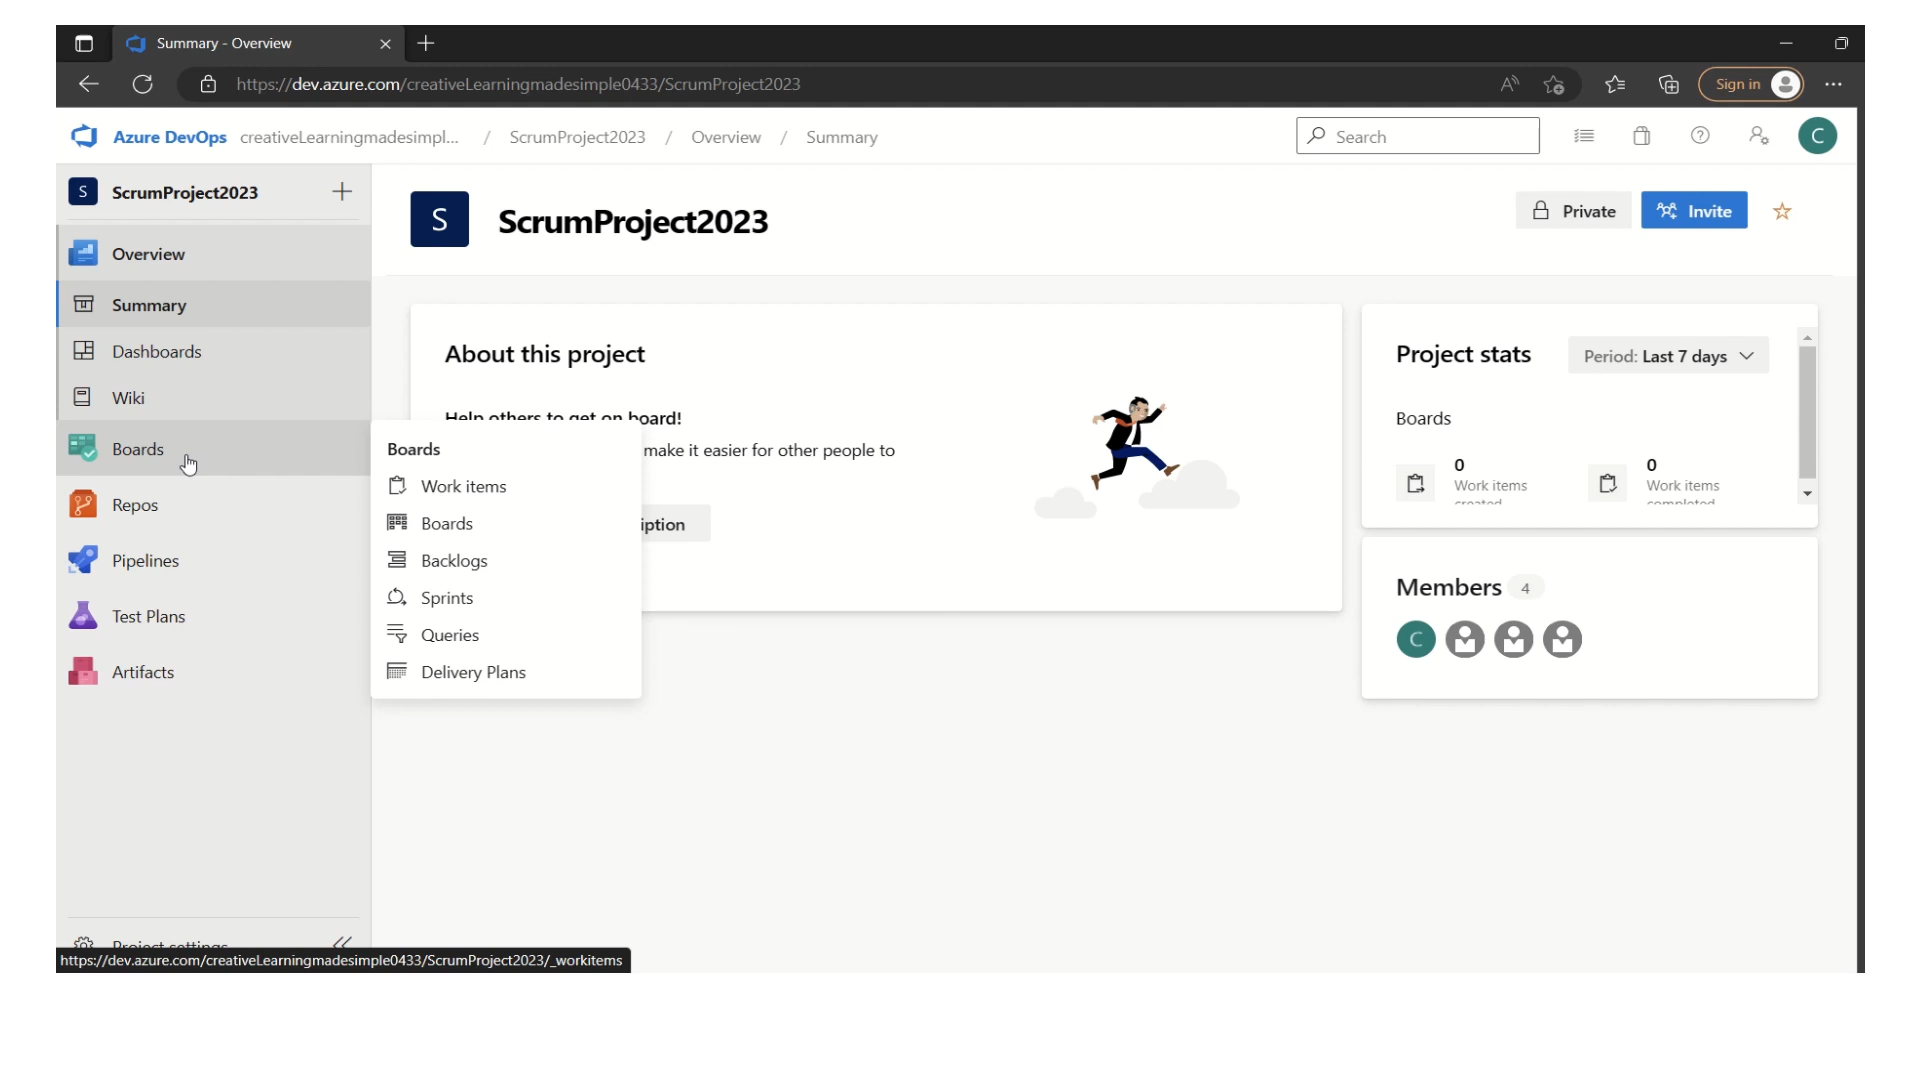 Summary - Overview
https://dev.azure.com/creativeLearningmadesimple0433/ScrumProject2023
Sign in
Azure DevOps creativeLearningmadesimpl... / ScrumProject2023 / Overview / Summary
Search
C
S ScrumProject2023
Overview
Summary
Dashboards
Wiki
Boards
Repos
Pipelines
Test Plans
Artifacts
Project settings
https://dev.azure.com/creativeLearningmadesimple0433/ScrumProject2023/_workitems
S ScrumProject2023
Private
Invite
About this project
Help others to get on board!
make it easier for other people to
iption
Boards
Work items
Boards
Backlogs
Sprints
Queries
Delivery Plans
Project stats
Period: Last 7 days
Boards
0
Work items
created
0
Work items
completed
Members 4
C